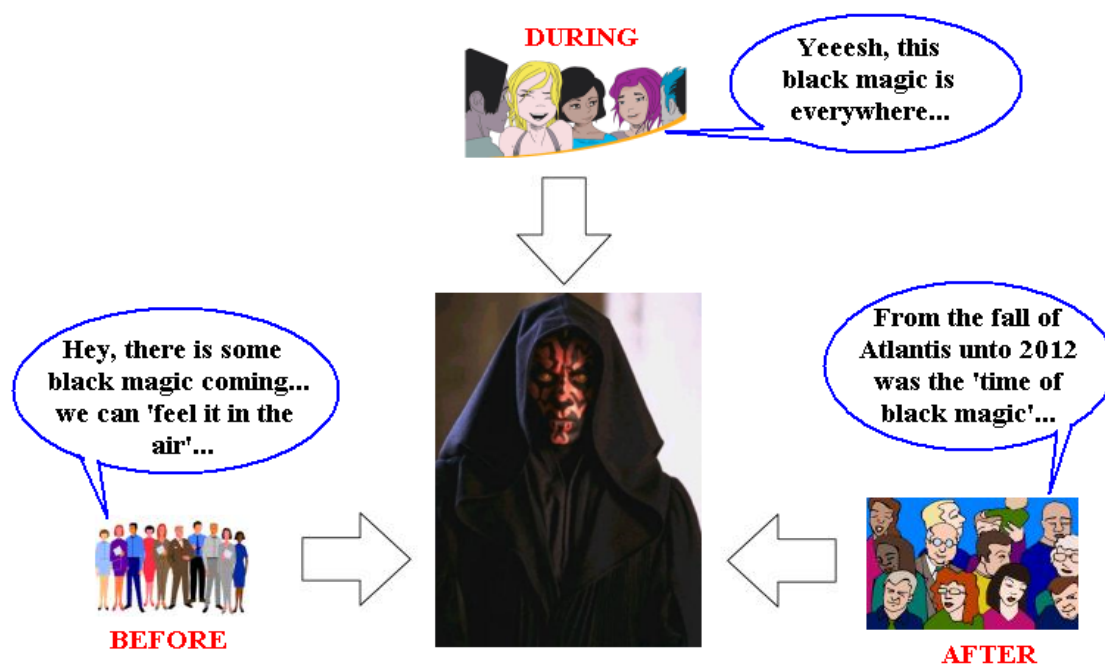 DURING
Yeeesh, this
black magic is
everywhere...
Hey, there is some
black magic coming...
we can 'feel it in the
air'...
BEFORE
From the fall of
Atlantis unto 2012
was the 'time of
black magic'...
AFTER